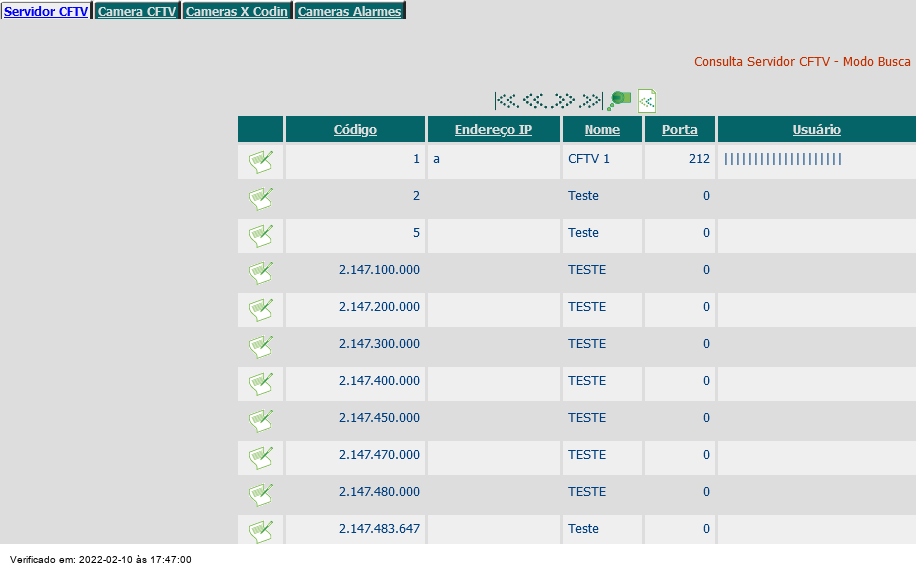 Servidor CFTV Camera CFTV Cameras X Codin Cameras Alarmes
Consulta Servidor CFTV - Modo Busca
Código Endereço IP Nome Porta Usuário
1 a CFTV 1 212 ||||||||||||||||||||
2 Teste 0
5 Teste 0
2.147.100.000 TESTE 0
2.147.200.000 TESTE 0
2.147.300.000 TESTE 0
2.147.400.000 TESTE 0
2.147.450.000 TESTE 0
2.147.470.000 TESTE 0
2.147.480.000 TESTE 0
2.147.483.647 Teste 0
Verificado em: 2022-02-10 às 17:47:00